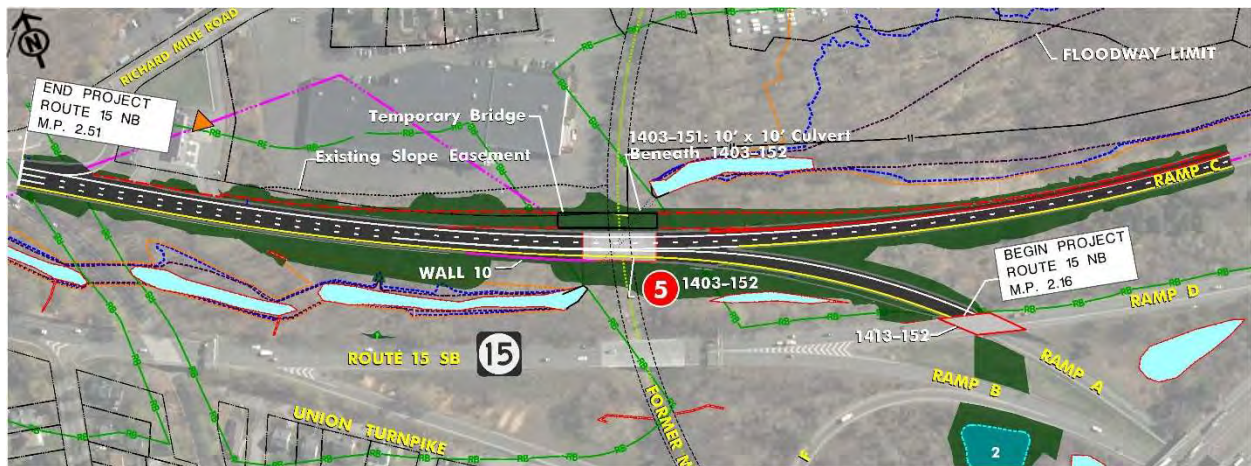 N
RICHARD MINE ROAD
FLOODWAY LIMIT
END PROJECT
ROUTE 15 NB
M.P. 2.51
Temporary Bridge
1403-151: 10' x 10' Culvert
Beneath 1403-152
Existing Slope Easement
RAMP C
BEGIN PROJECT
ROUTE 15 NB
M.P. 2.16
WALL 10
5
1403-152
RAMP D
1413-152
ROUTE 15 SB
15
RAMP B
RAMP A
UNION TURNPIKE
FORMER
F
2
RB